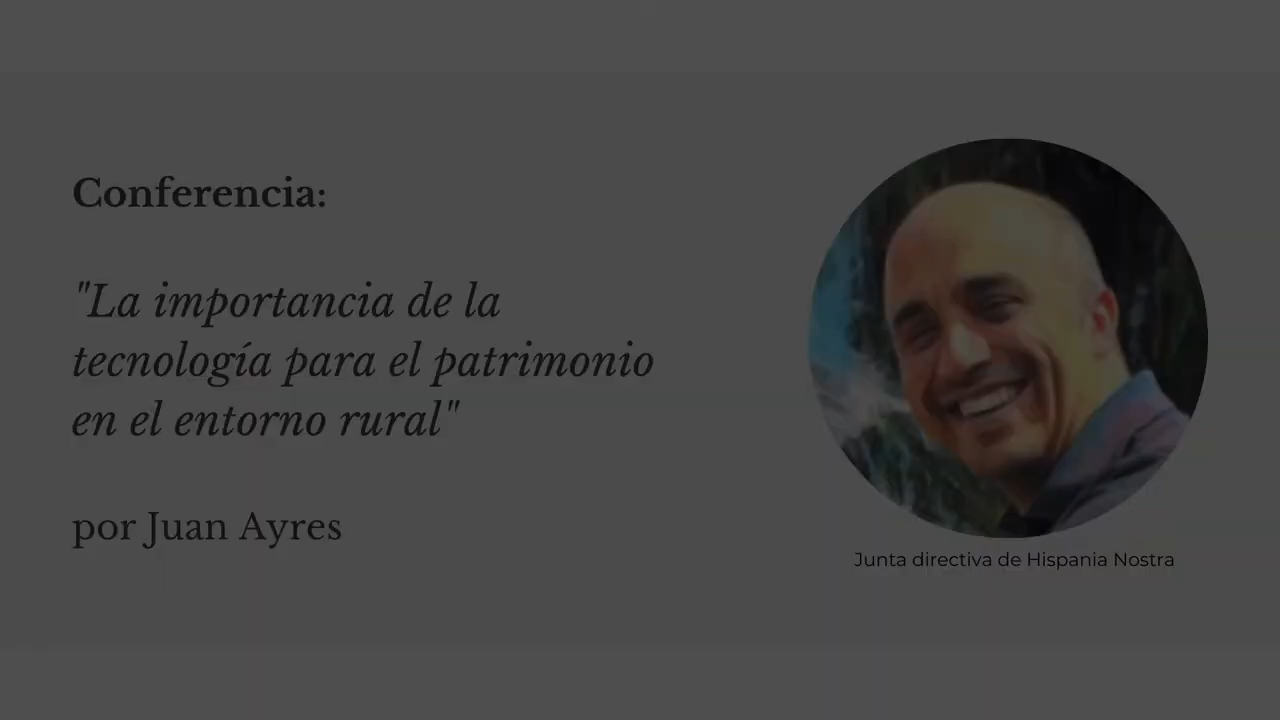 Conferencia:
"La importancia de la
tecnología para el patrimonio
en el entorno rural"
por Juan Ayres
Junta directiva de Hispania Nostra